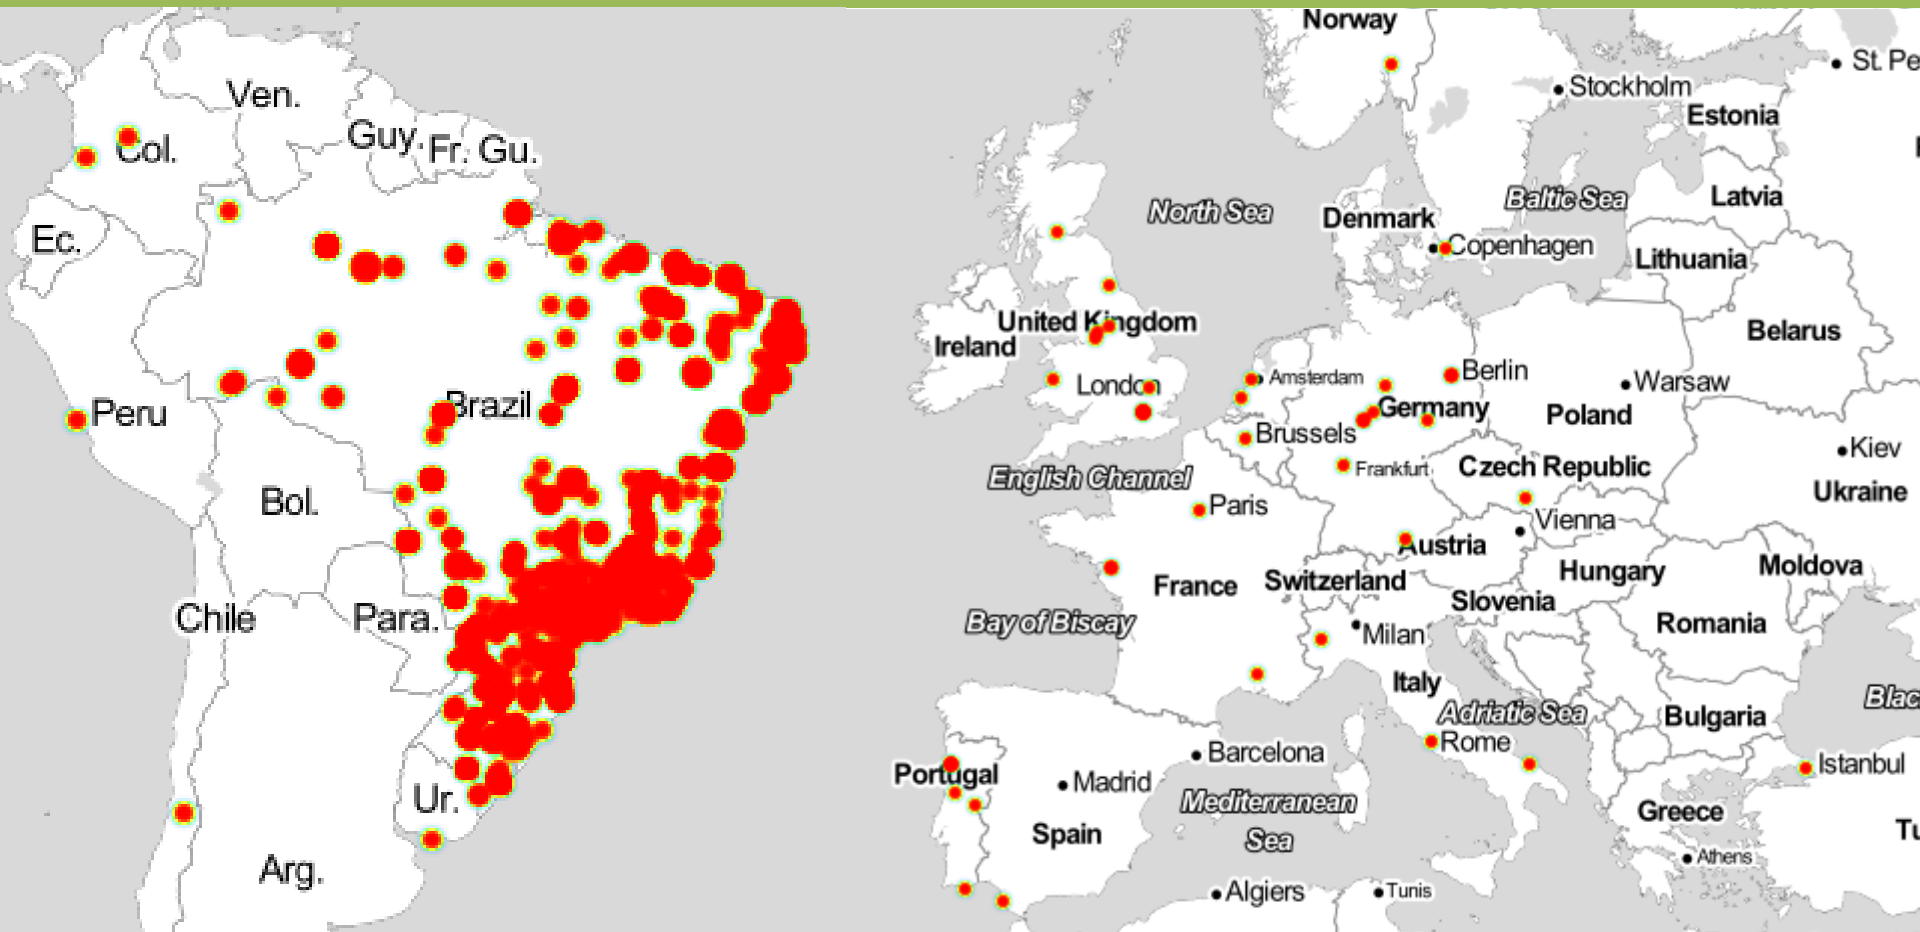 Ven.
Col.
Guy.
Fr. Gu.
Ec.
Peru
Brazil
Bol.
Chile
Para.
Ur.
Arg.
Norway
Stockholm
St. Pe
Estonia
Latvia
North Sea
Baltic Sea
Denmark
Copenhagen
Lithuania
United Kingdom
Ireland
Belarus
London
Amsterdam
Berlin
Warsaw
Germany
Poland
Brussels
Kiev
English Channel
Frankfurt
Czech Republic
Ukraine
Paris
Vienna
Austria
France
Switzerland
Hungary
Moldova
Slovenia
Bay of Biscay
Milan
Romania
Italy
Blac
Adriatic Sea
Bulgaria
Rome
Barcelona
Istanbul
Portugal
Madrid
Mediterranean
Sea
Spain
Greece
Tu
Athens
Algiers
Tunis